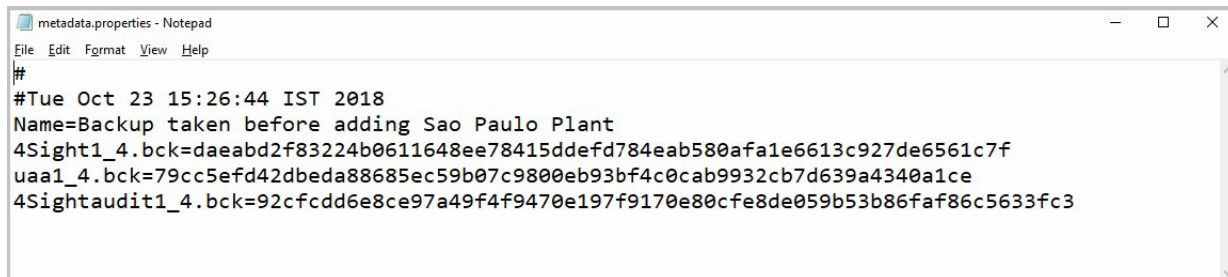 metadata.properties - Notepad
File Edit Format View Help
#
#Tue Oct 23 15:26:44 IST 2018
Name=Backup taken before adding Sao Paulo Plant
4Sight1_4.bck=daeabd2f83224b0611648ee78415ddefd784eab580afa1e6613c927de6561c7f
uaa1_4.bck=79cc5efd42dbeda88685ec59b07c9800eb93bf4c0cab9932cb7d639a4340a1ce
4Sightaudit1_4.bck=92cfcdd6e8ce97a49f4f9470e197f9170e80cfe8de059b53b86faf86c5633fc3